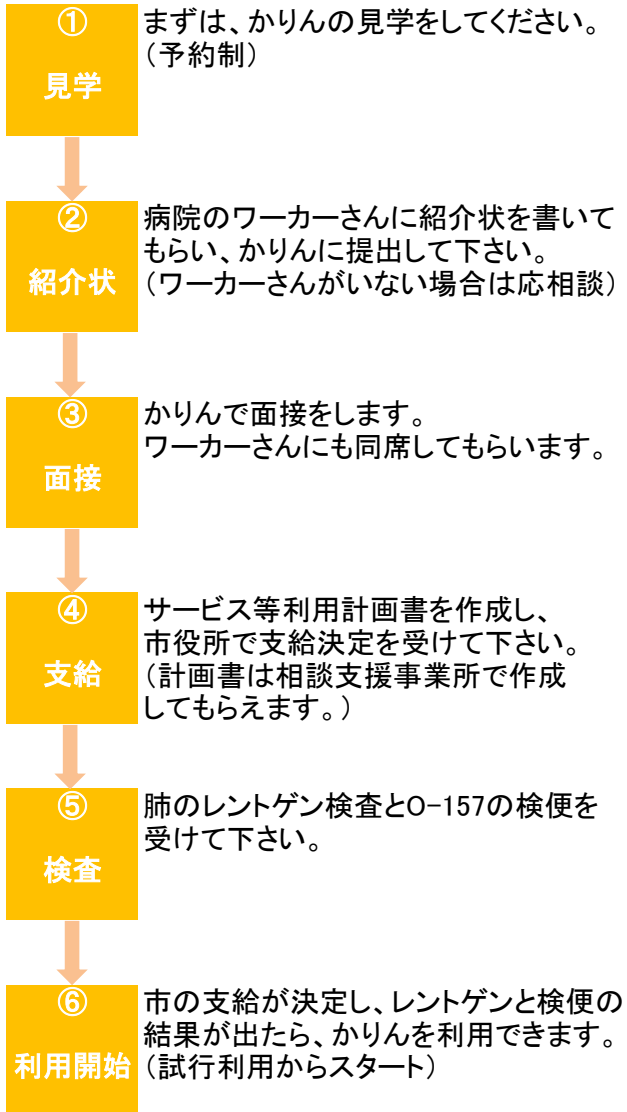 ①
見学
まずは、かりんの見学をしてください。
（予約制）
②
紹介状
病院のワーカーさんに紹介状を書いて
もらい、かりんに提出して下さい。
（ワーカーさんがいない場合は応相談）
③
面接
かりんで面接をします。
ワーカーさんにも同席してもらいます。
④
支給
サービス等利用計画書を作成し、
市役所で支給決定を受けて下さい。
（計画書は相談支援事業所で作成
してもらえます。）
⑤
検査
肺のレントゲン検査とO-157の検便を
受けて下さい。
⑥
利用開始
市の支給が決定し、レントゲンと検便の
結果が出たら、かりんを利用できます。
（試行利用からスタート）